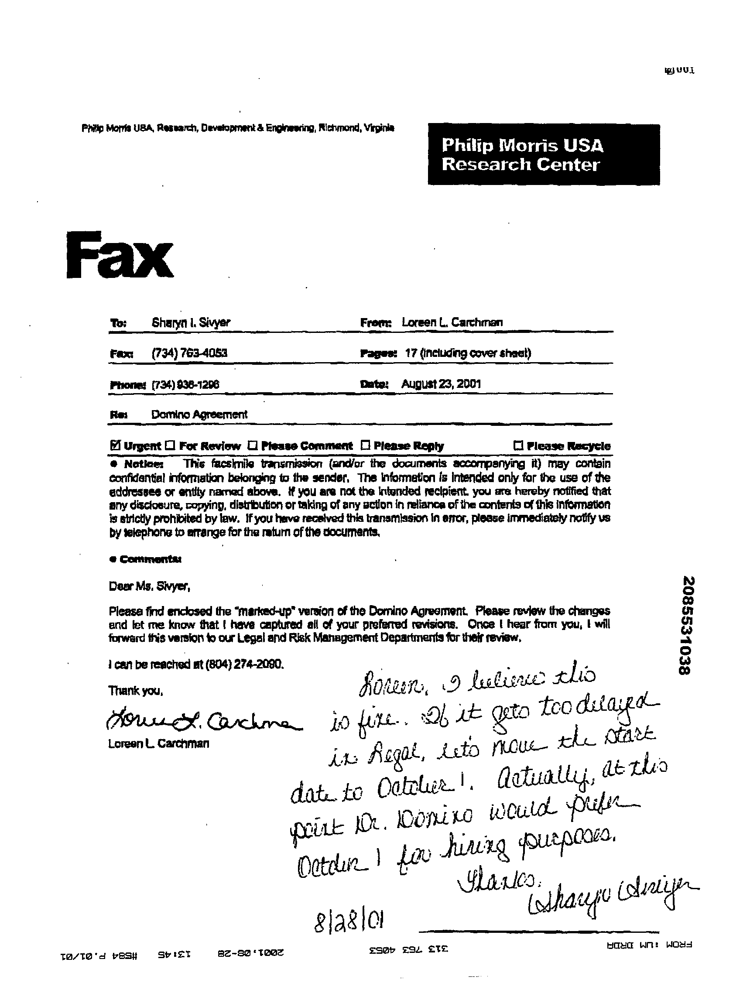 Philip Morris USA, Research, Development & Engineering, Richmond, Virginia
Philip Morris USA
Research Center
Fax
To: Sharyn I. Sivyer
From: Loreen L. Carchman
Fax: (734) 763-4053
Pages: 17 (including cover sheet)
Phone: (734) 936-1298
Date: August 23, 2001
Re: Domino Agreement
☑ Urgent ☐ For Review ☐ Please Comment ☐ Please Reply ☐ Please Recycle
• Notice: This facsimile transmission (and/or the documents accompanying it) may contain
confidential information belonging to the sender. The information is intended only for the use of the
addressee or entity named above. If you are not the intended recipient, you are hereby notified that
any disclosure, copying, distribution or taking of any action in reliance of the contents of this information
is strictly prohibited by law. If you have received this transmission in error, please immediately notify us
by telephone to arrange for the return of the documents.
• Comments:
Dear Ms. Sivyer,
Please find enclosed the "marked-up" version of the Domino Agreement. Please review the changes
and let me know that I have captured all of your preferred revisions. Once I hear from you, I will
forward this version to our Legal and Risk Management Departments for their review.
I can be reached at (804) 274-2090.
Thank you,
Loreen L. Carchman
Loreen L. Carchman
Loreen, I believe this
is fine. If it gets too delayed
in Legal, let's move the start
date to October 1. Actually, at this
point Dr. Domino would prefer
October 1 for hiring purposes.
Thanks.
Sharyn Sivyer
8/28/01
2085531038
FROM :UM DRDA
313 763 4053
2001,08-28
13:45
#584 P.01/01